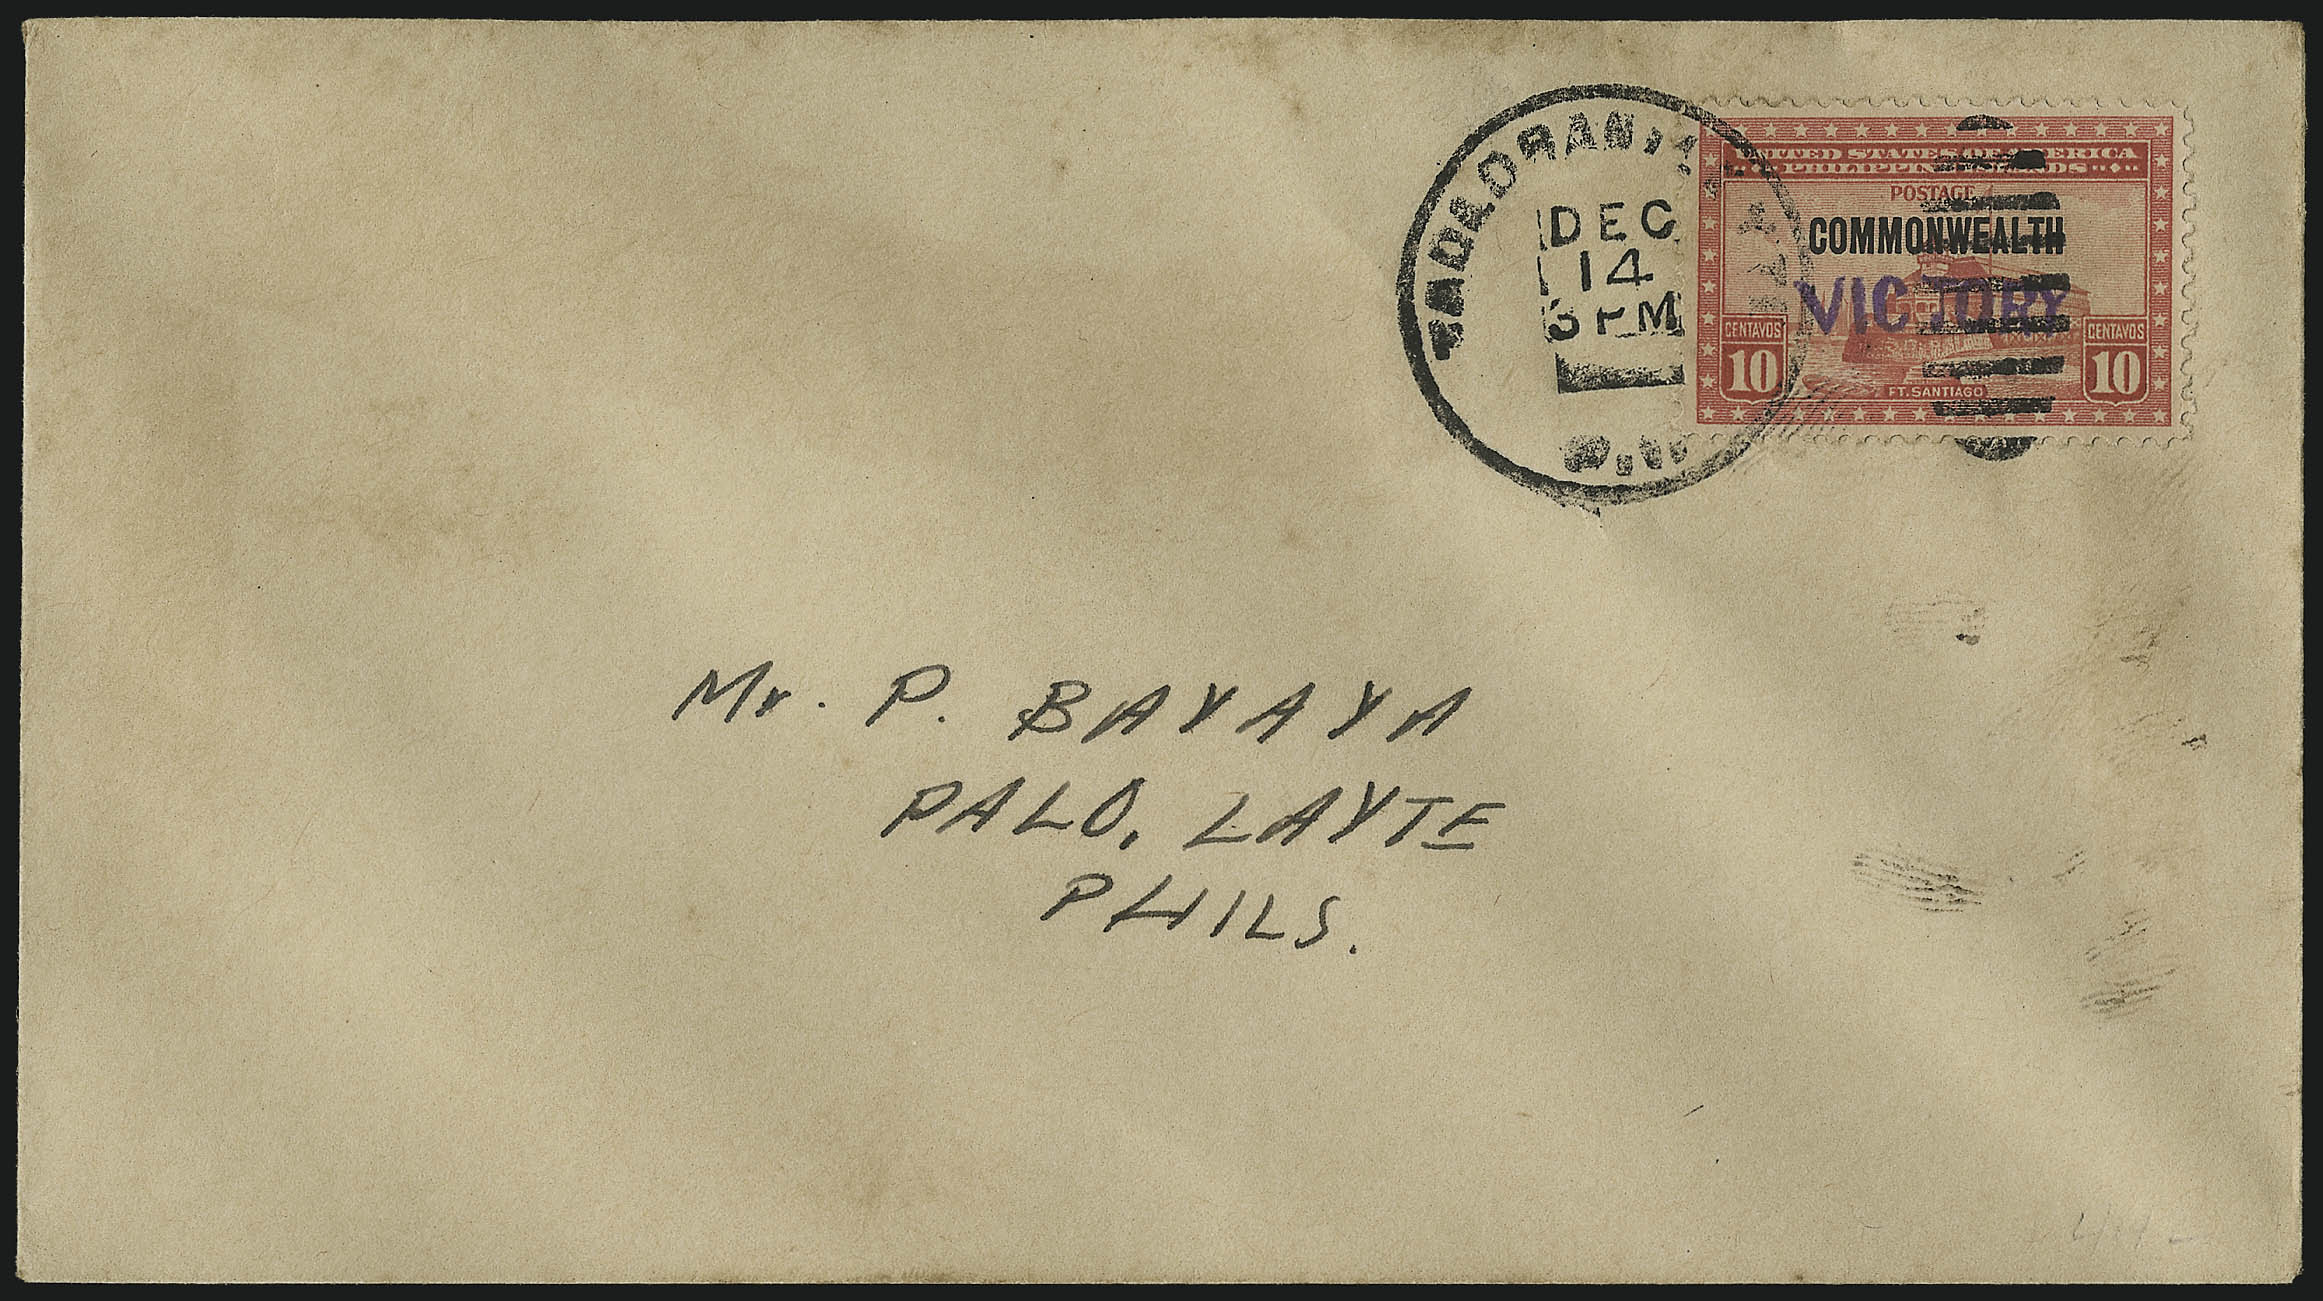 DEC
14
3 PM
UNITED STATES OF AMERICA
PHILIPPINE ISLANDS
POSTAGE
COMMONWEALTH
VICTORY
CENTAVOS CENTAVOS
10 10
FT. SANTIAGO
Mr. P. BAYAYA
PALO, LAYTE
PHILS.